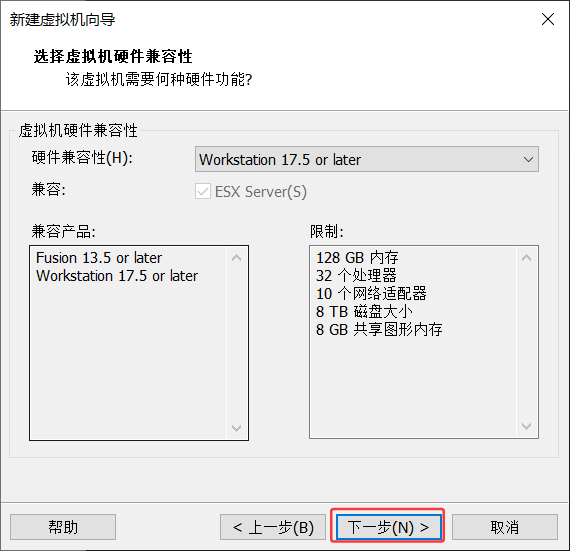 新建虚拟机向导
选择虚拟机硬件兼容性
该虚拟机需要何种硬件功能?
虚拟机硬件兼容性
硬件兼容性(H): Workstation 17.5 or later
兼容: ESX Server(S)
兼容产品:
Fusion 13.5 or later
Workstation 17.5 or later
限制:
128 GB 内存
32 个处理器
10 个网络适配器
8 TB 磁盘大小
8 GB 共享图形内存
帮助 < 上一步(B) 下一步(N) > 取消